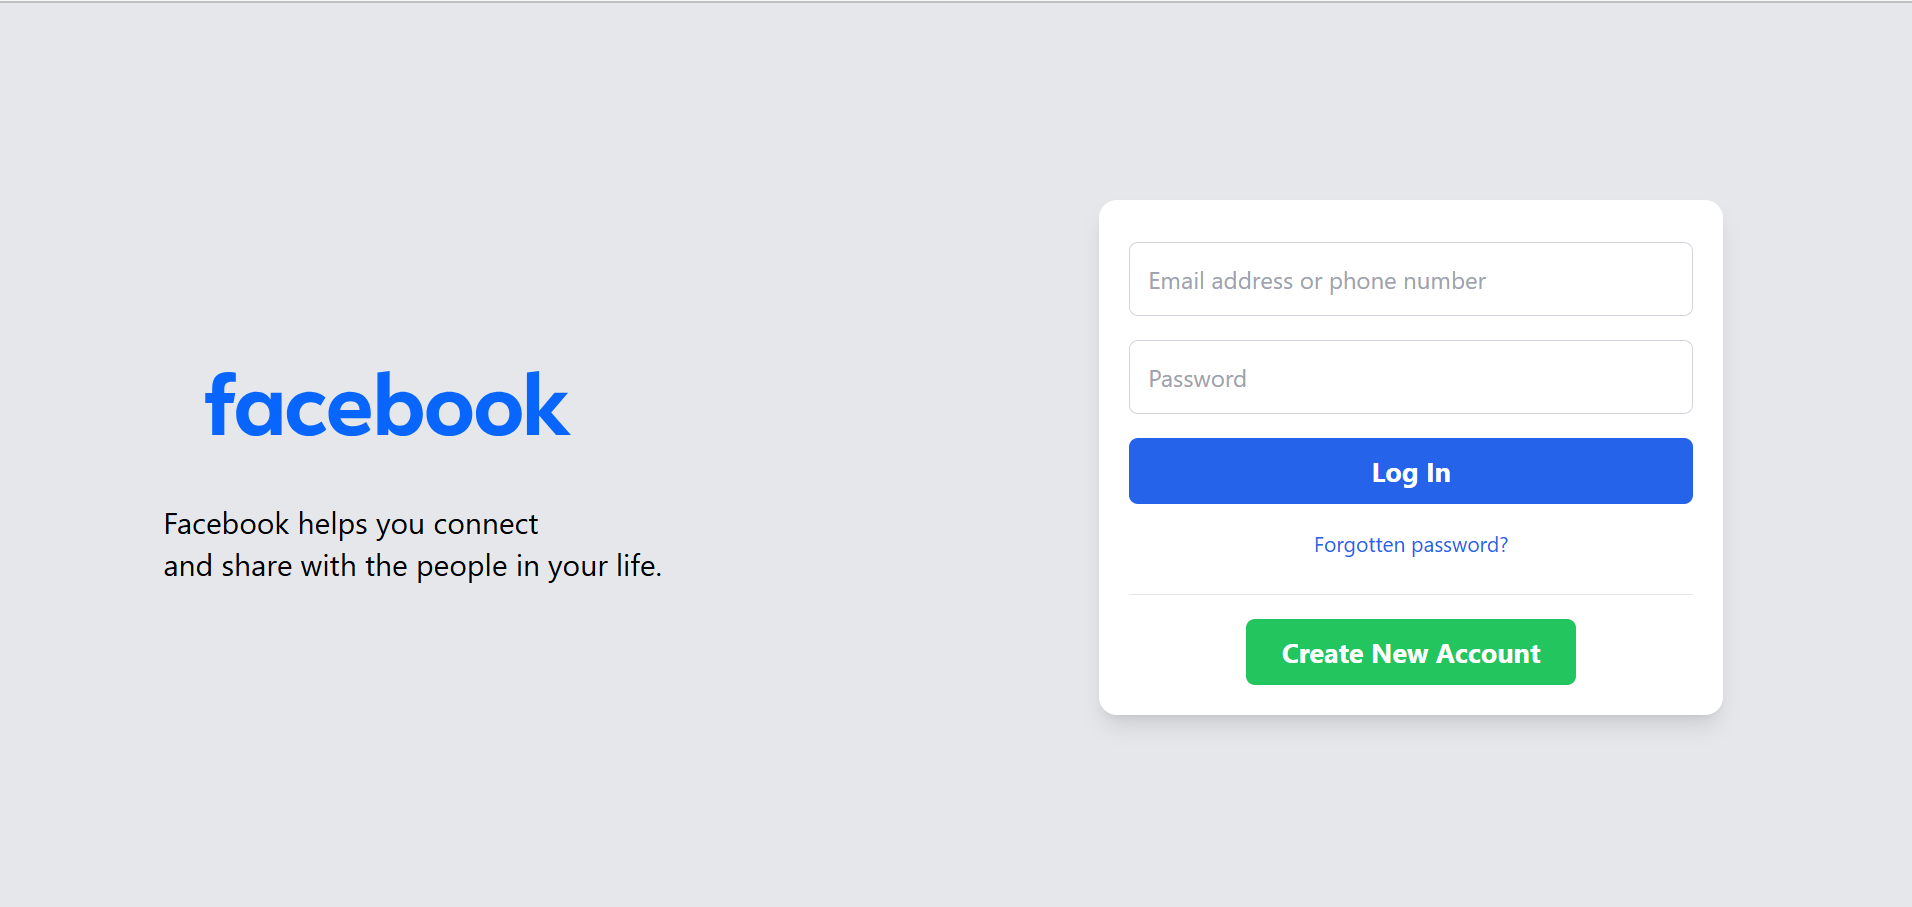 facebook
Facebook helps you connect
and share with the people in your life.
Email address or phone number
Password
Log In
Forgotten password?
Create New Account